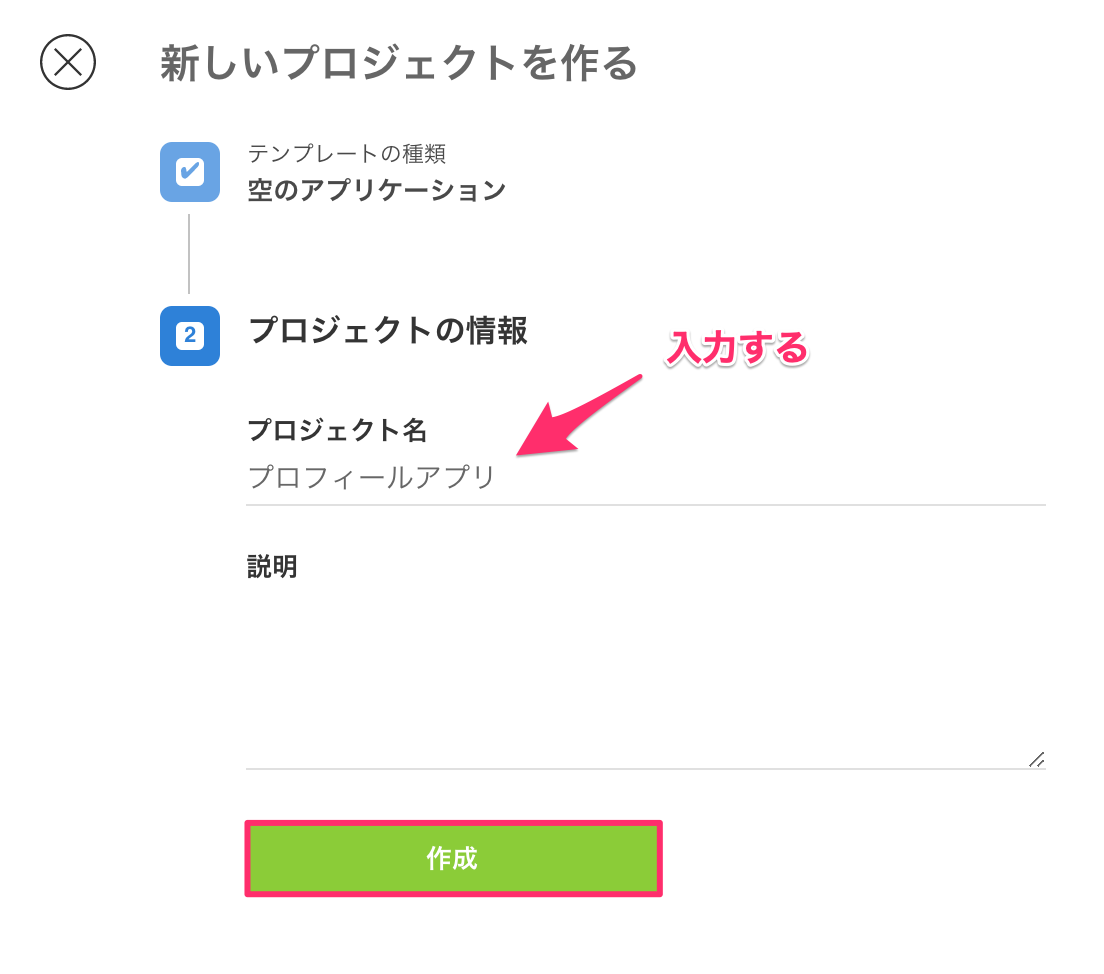 新しいプロジェクトを作る
テンプレートの種類
空のアプリケーション
2
プロジェクトの情報
入力する
プロジェクト名
プロフィールアプリ
説明
作成